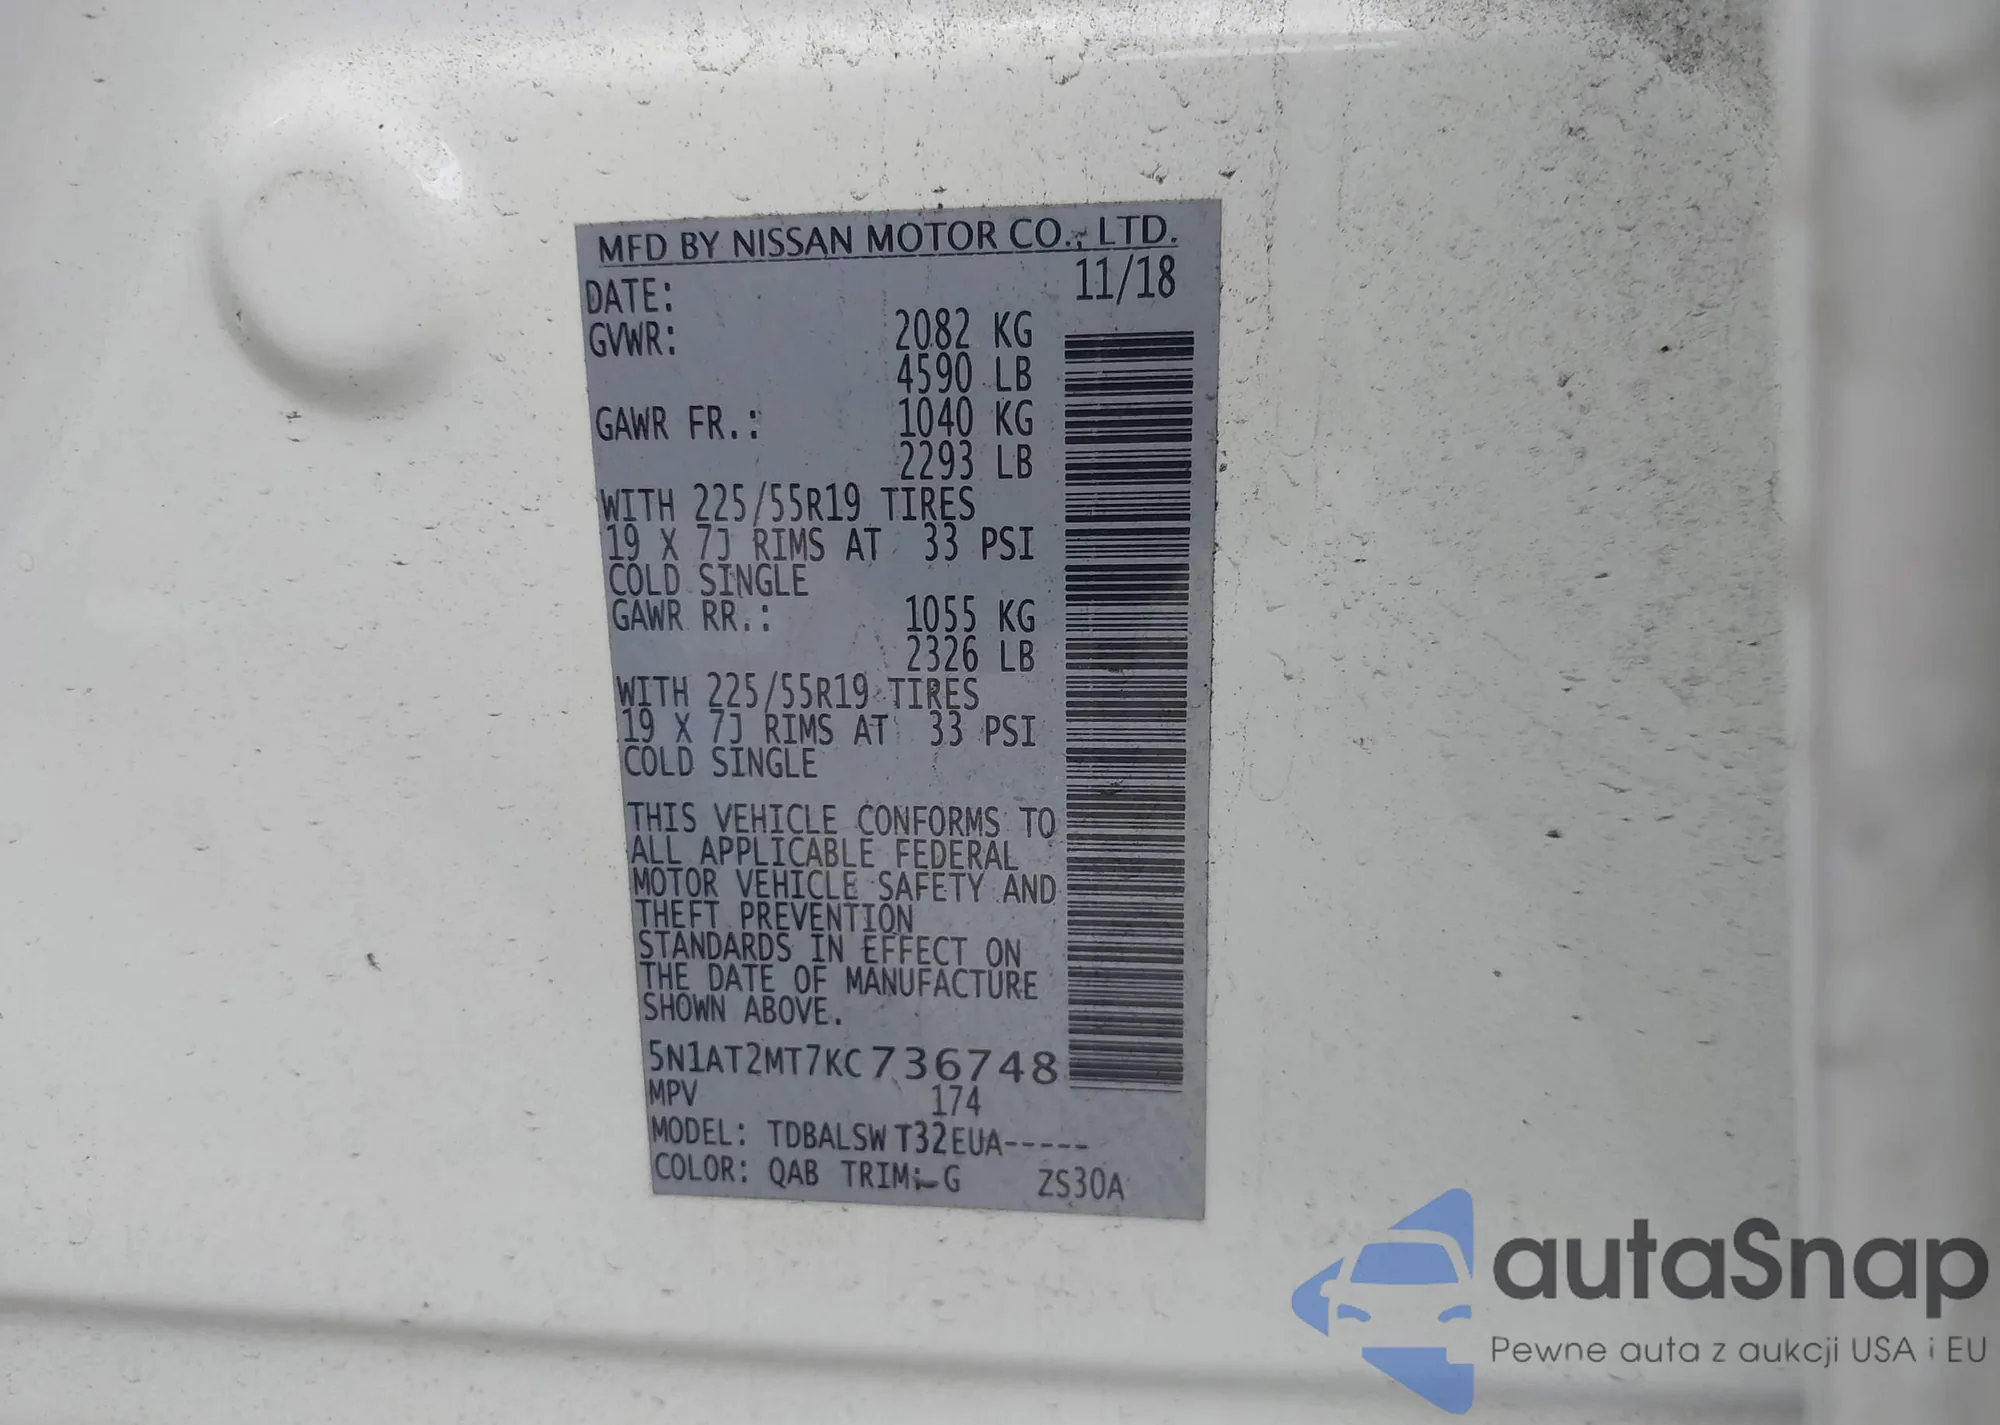 MFD BY NISSAN MOTOR CO., LTD.
DATE: 11/18
GVWR: 2082 KG
4590 LB
GAWR FR.: 1040 KG
2293 LB
WITH 225/55R19 TIRES
19 X 7J RIMS AT 33 PSI
COLD SINGLE
GAWR RR.: 1055 KG
2326 LB
WITH 225/55R19 TIRES
19 X 7J RIMS AT 33 PSI
COLD SINGLE
THIS VEHICLE CONFORMS TO
ALL APPLICABLE FEDERAL
MOTOR VEHICLE SAFETY AND
THEFT PREVENTION
STANDARDS IN EFFECT ON
THE DATE OF MANUFACTURE
SHOWN ABOVE.
5N1AT2MT7KC736748
MPV 174
MODEL: TDBALSW T32EUA-----
COLOR: QAB TRIM: G ZS30A
autaSnap
Pewne auta z aukcji USA i EU